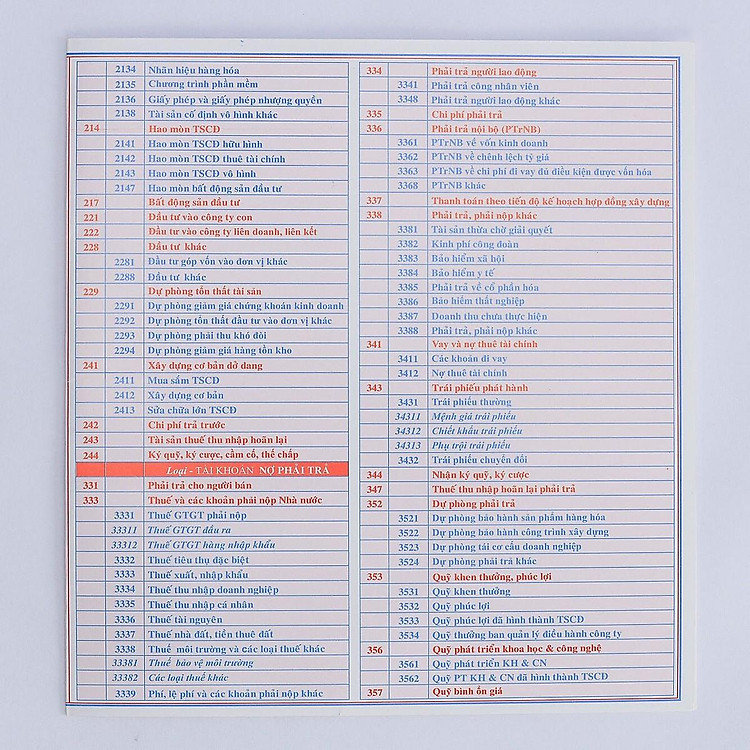 2134 Nhãn hiệu hàng hóa
2135 Chương trình phần mềm
2136 Giấy phép và giấy phép nhượng quyền
2138 Tài sản cố định vô hình khác
214 Hao mòn TSCĐ
2141 Hao mòn TSCĐ hữu hình
2142 Hao mòn TSCĐ thuê tài chính
2143 Hao mòn TSCĐ vô hình
2147 Hao mòn bất động sản đầu tư
217 Bất động sản đầu tư
221 Đầu tư vào công ty con
222 Đầu tư vào công ty liên doanh, liên kết
228 Đầu tư khác
2281 Đầu tư góp vốn vào đơn vị khác
2288 Đầu tư khác
229 Dự phòng tổn thất tài sản
2291 Dự phòng giảm giá chứng khoán kinh doanh
2292 Dự phòng tổn thất đầu tư vào đơn vị khác
2293 Dự phòng phải thu khó đòi
2294 Dự phòng giảm giá hàng tồn kho
241 Xây dựng cơ bản dở dang
2411 Mua sắm TSCĐ
2412 Xây dựng cơ bản
2413 Sửa chữa lớn TSCĐ
242 Chi phí trả trước
243 Tài sản thuế thu nhập hoãn lại
244 Ký quỹ, ký cược, cầm cố, thế chấp
Loại - TÀI KHOẢN NỢ PHẢI TRẢ
331 Phải trả cho người bán
333 Thuế và các khoản phải nộp Nhà nước
3331 Thuế GTGT phải nộp
33311 Thuế GTGT đầu ra
33312 Thuế GTGT hàng nhập khẩu
3332 Thuế tiêu thụ đặc biệt
3333 Thuế xuất, nhập khẩu
3334 Thuế thu nhập doanh nghiệp
3335 Thuế thu nhập cá nhân
3336 Thuế tài nguyên
3337 Thuế nhà đất, tiền thuê đất
3338 Thuế môi trường và các loại thuế khác
33381 Thuế bảo vệ môi trường
33382 Các loại thuế khác
3339 Phí, lệ phí và các khoản phải nộp khác
334 Phải trả người lao động
3341 Phải trả công nhân viên
3348 Phải trả người lao động khác
335 Chi phí phải trả
336 Phải trả nội bộ (PTrNB)
3361 PTrNB về vốn kinh doanh
3362 PTrNB về chênh lệch tỷ giá
3363 PTrNB về chi phí đi vay đủ điều kiện được vốn hóa
3368 PTrNB khác
337 Thanh toán theo tiến độ kế hoạch hợp đồng xây dựng
338 Phải trả, phải nộp khác
3381 Tài sản thừa chờ giải quyết
3382 Kinh phí công đoàn
3383 Bảo hiểm xã hội
3384 Bảo hiểm y tế
3385 Phải trả về cổ phần hóa
3386 Bảo hiểm thất nghiệp
3387 Doanh thu chưa thực hiện
3388 Phải trả, phải nộp khác
341 Vay và nợ thuê tài chính
3411 Các khoản đi vay
3412 Nợ thuê tài chính
343 Trái phiếu phát hành
3431 Trái phiếu thường
34311 Mệnh giá trái phiếu
34312 Chiết khấu trái phiếu
34313 Phụ trội trái phiếu
3432 Trái phiếu chuyển đổi
344 Nhận ký quỹ, ký cược
347 Thuế thu nhập hoãn lại phải trả
352 Dự phòng phải trả
3521 Dự phòng bảo hành sản phẩm hàng hóa
3522 Dự phòng bảo hành công trình xây dựng
3523 Dự phòng tái cơ cấu doanh nghiệp
3524 Dự phòng phải trả khác
353 Quỹ khen thưởng, phúc lợi
3531 Quỹ khen thưởng
3532 Quỹ phúc lợi
3533 Quỹ phúc lợi đã hình thành TSCĐ
3534 Quỹ thưởng ban quản lý điều hành công ty
356 Quỹ phát triển khoa học & công nghệ
3561 Quỹ phát triển KH & CN
3562 Quỹ PT KH & CN đã hình thành TSCĐ
357 Quỹ bình ổn giá